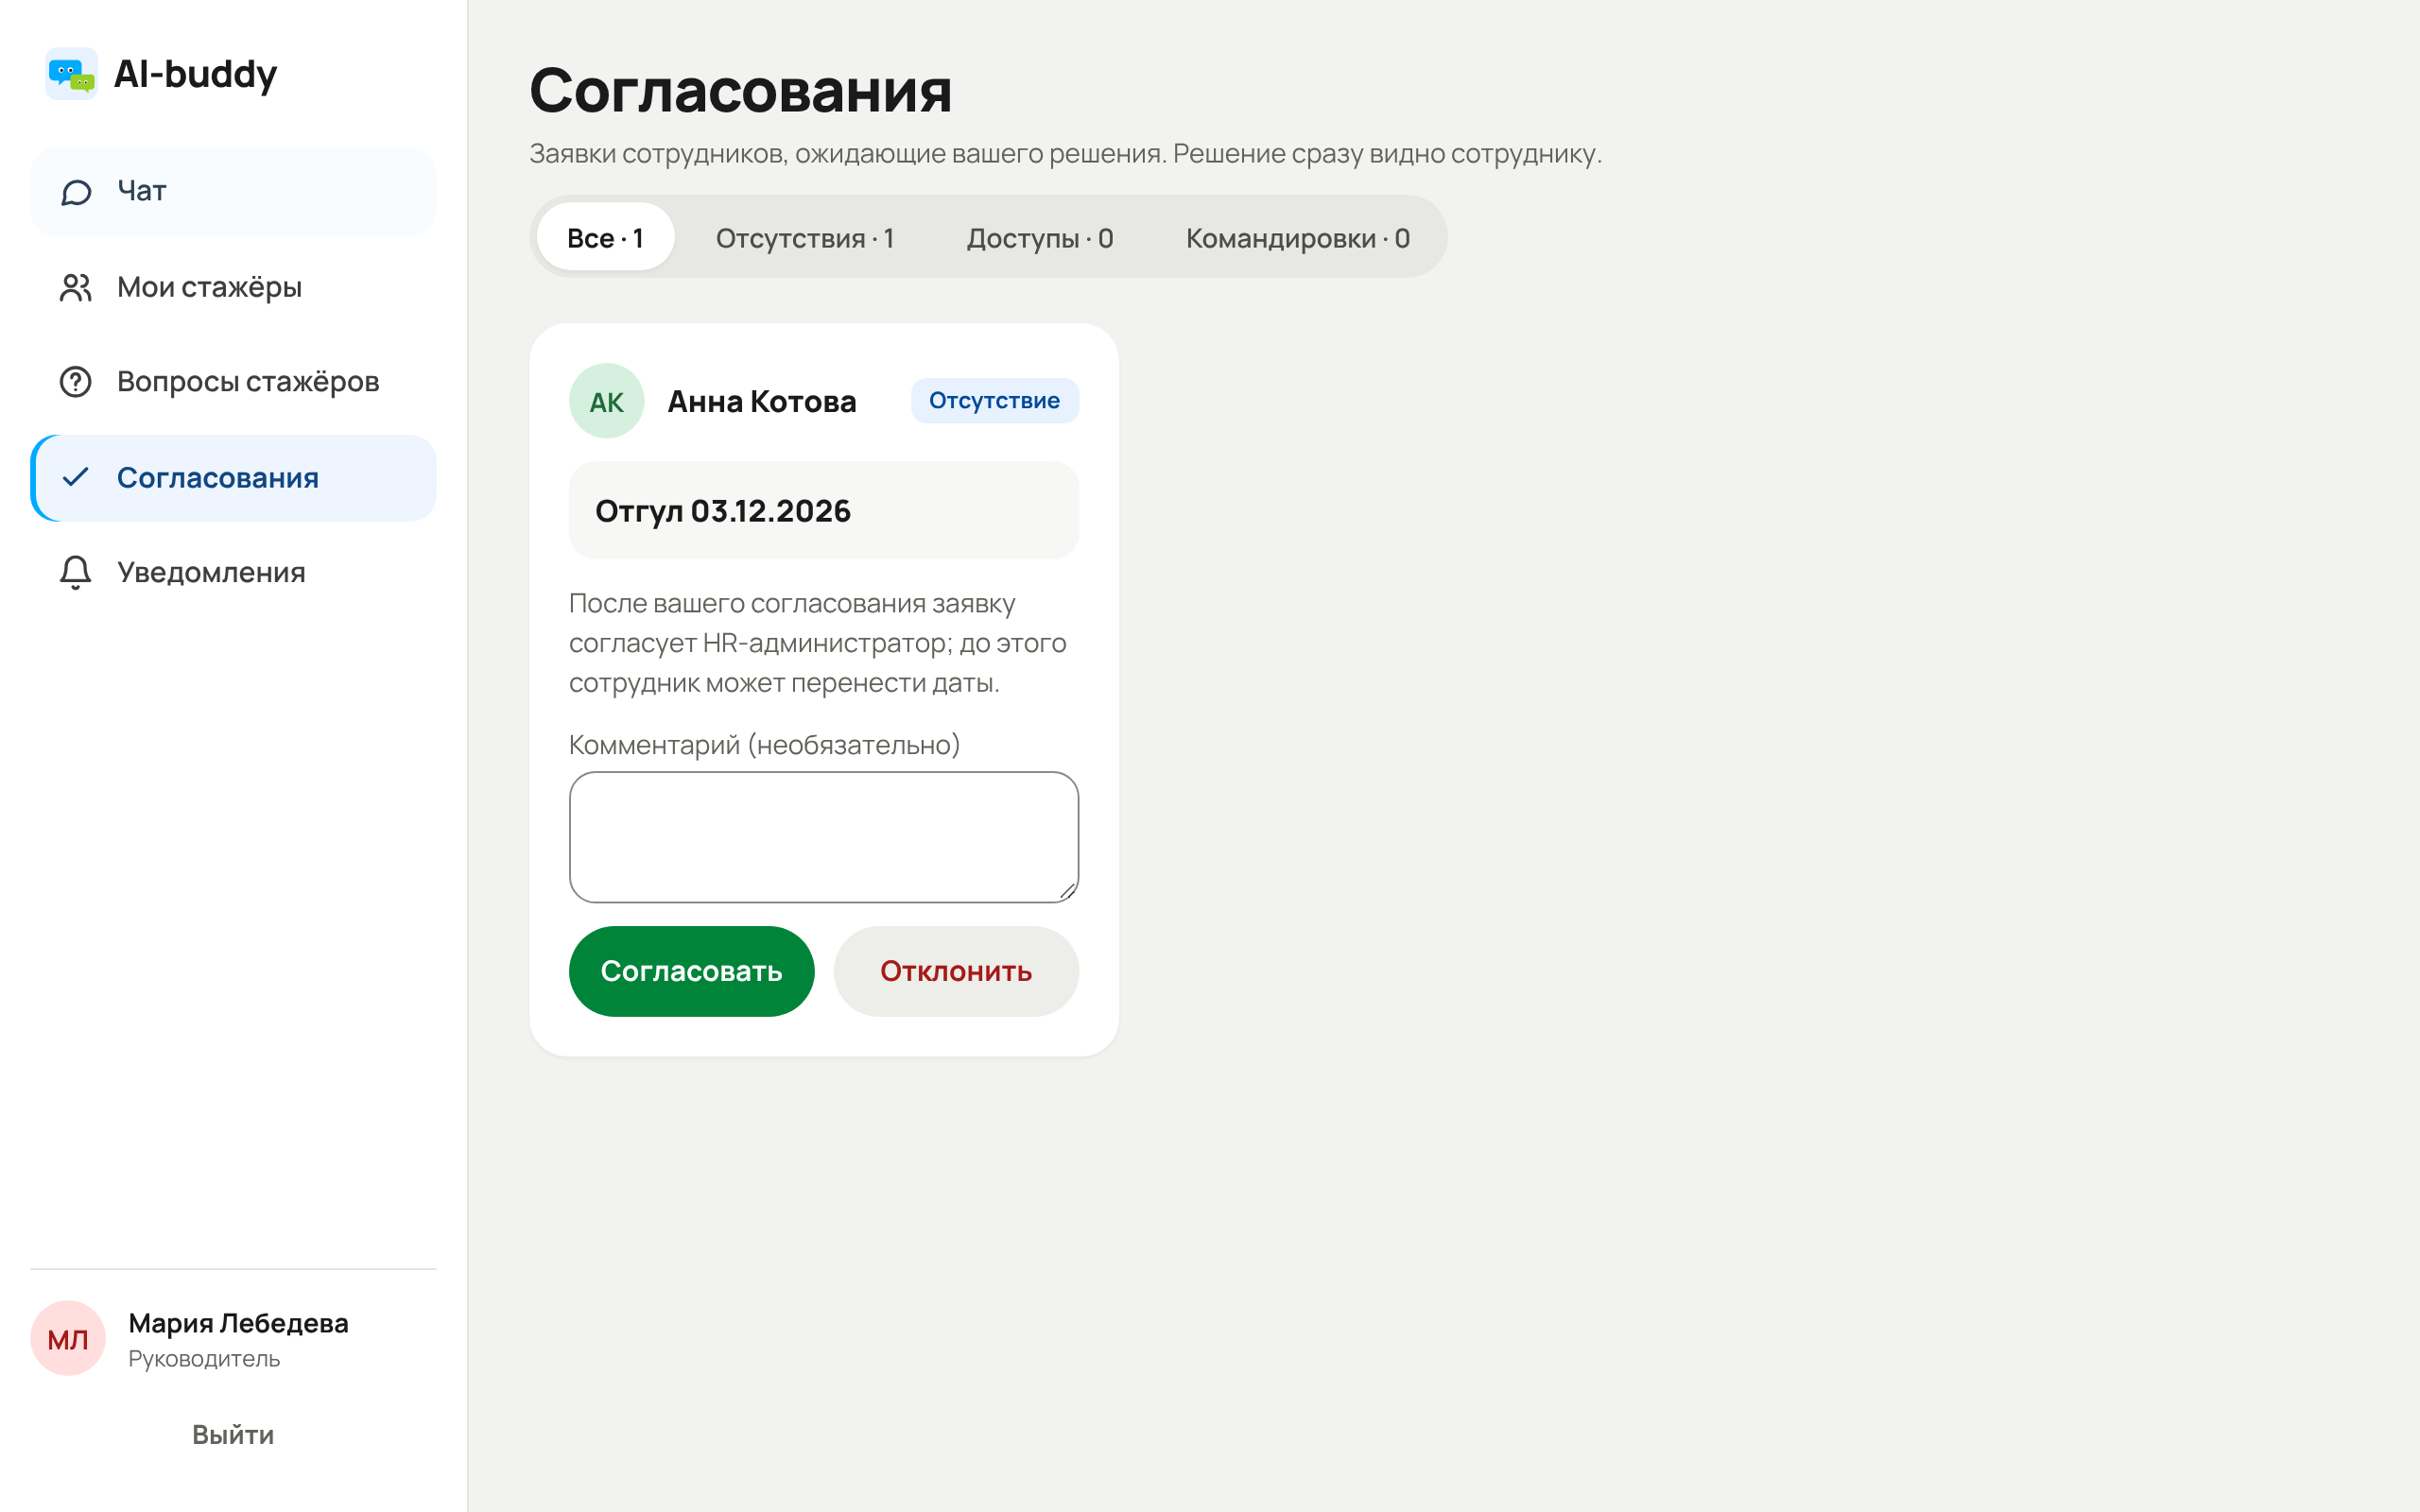 AI-buddy
Чат
Мои стажёры
Вопросы стажёров
Согласования
Уведомления
МЛ
Мария Лебедева
Руководитель
Выйти
Согласования
Заявки сотрудников, ожидающие вашего решения. Решение сразу видно сотруднику.
Все · 1
Отсутствия · 1
Доступы · 0
Командировки · 0
АК
Анна Котова
Отсутствие
Отгул 03.12.2026
После вашего согласования заявку
согласует HR-администратор; до этого
сотрудник может перенести даты.
Комментарий (необязательно)
Согласовать
Отклонить